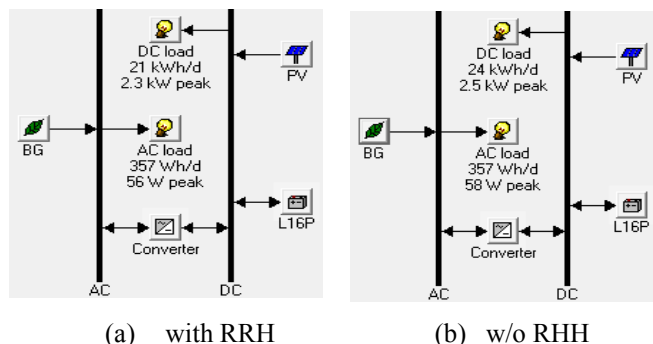 DC load
21 kWh/d
2.3 kW peak
PV
BG
AC load
357 Wh/d
56 W peak
L16P
Converter
AC
DC
(a) with RRH
DC load
24 kWh/d
2.5 kW peak
PV
BG
AC load
357 Wh/d
58 W peak
L16P
Converter
AC
DC
(b) w/o RHH